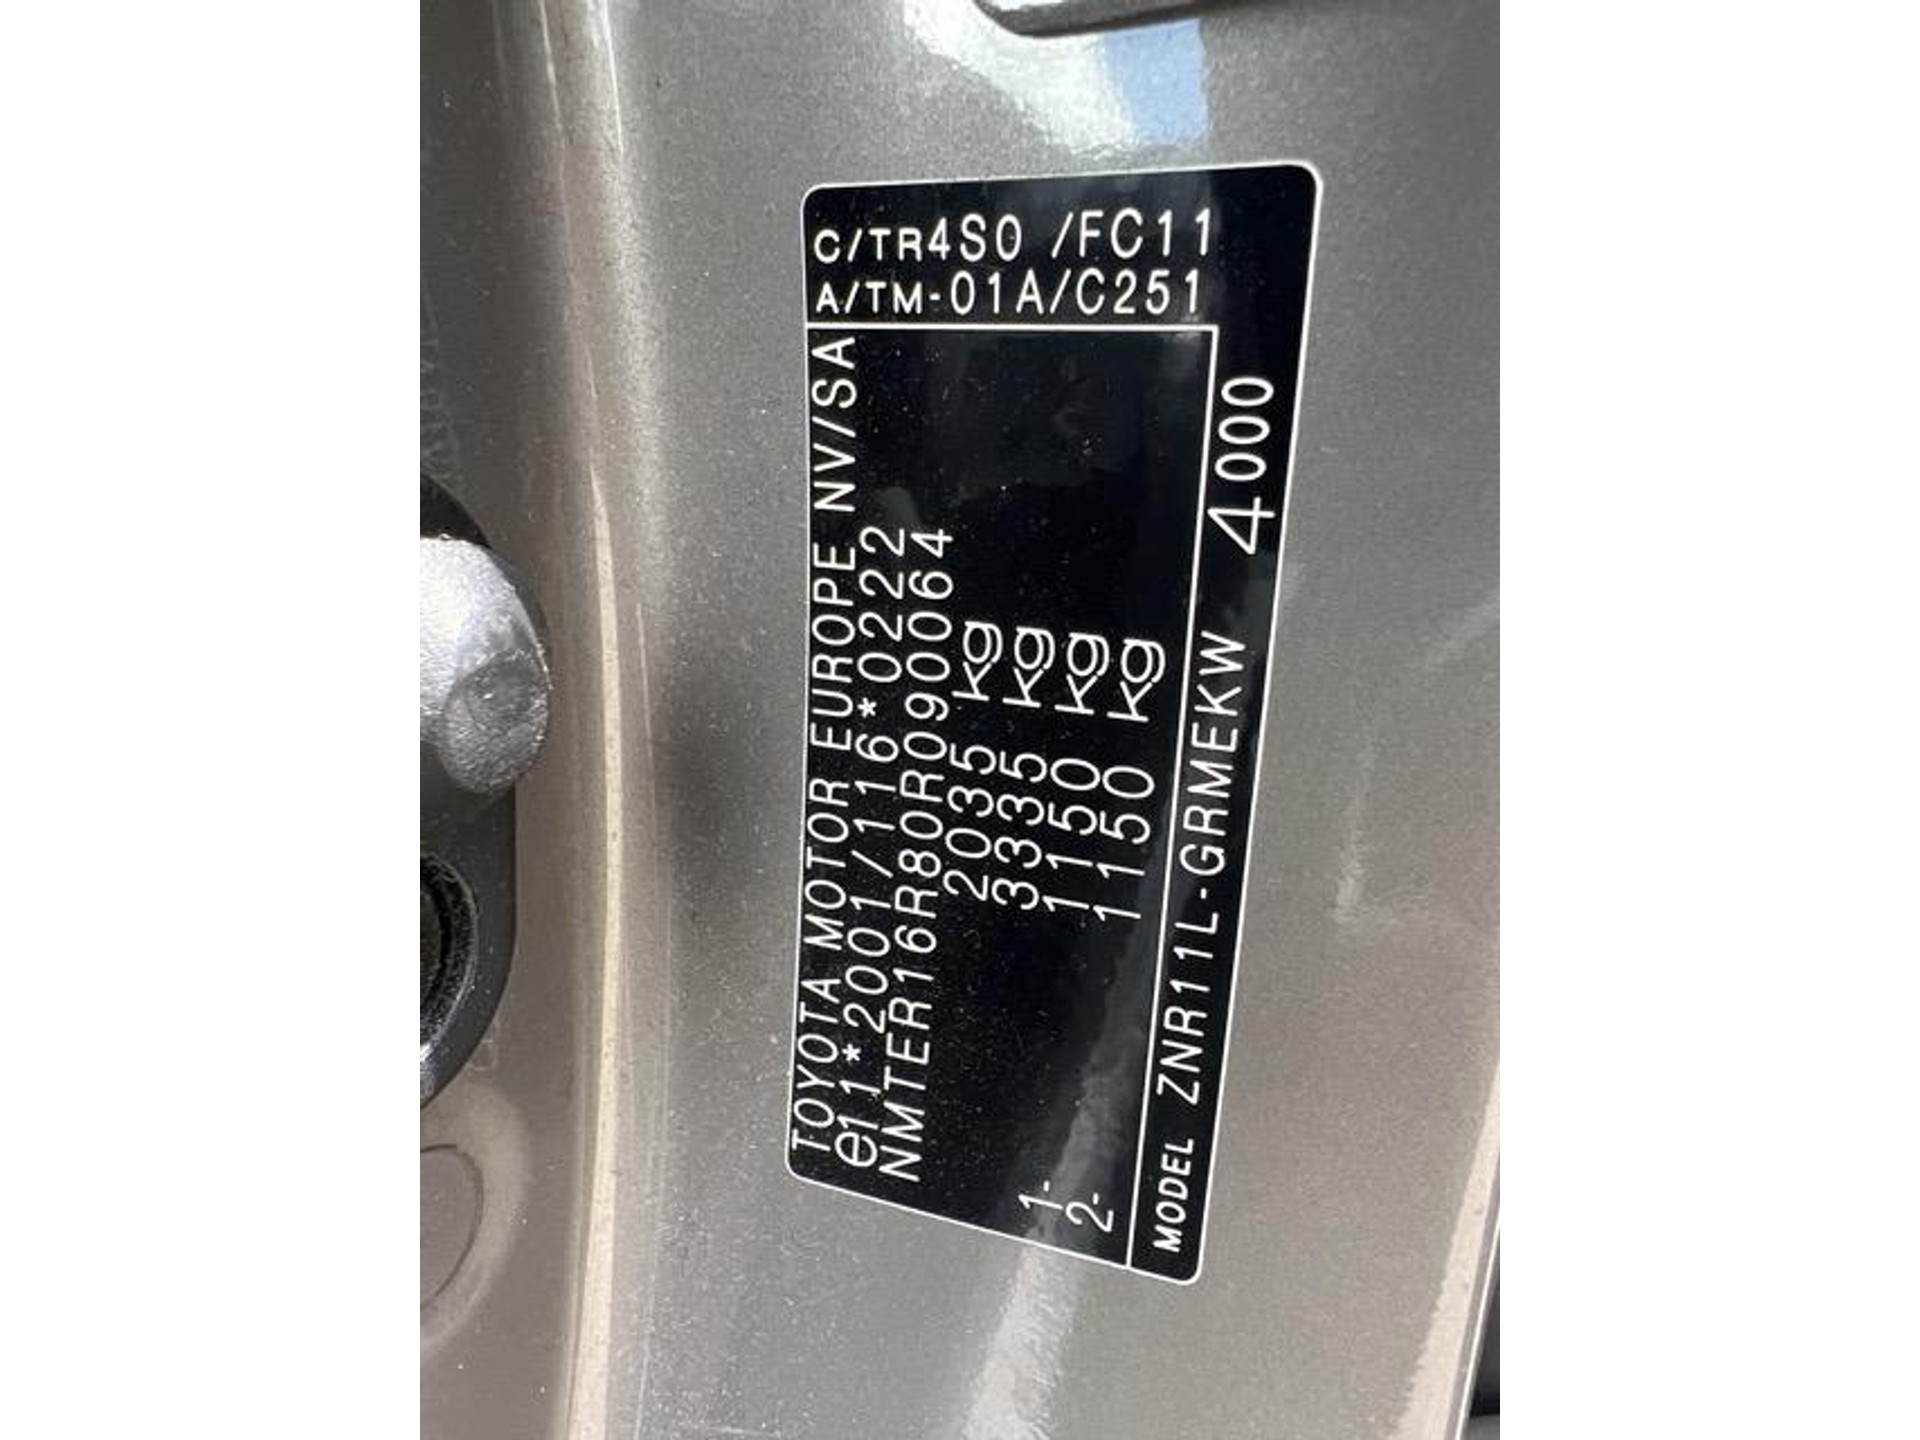 C/TR4S0 /FC11
A/TM-01A/C251
TOYOTA MOTOR EUROPE NV/SA
e11*2001/116*0222
NMTER16R80R090064
2035 kg
3335 kg
1- 1150 kg
2- 1150 kg
MODEL ZNR11L-GRMEKW 4000